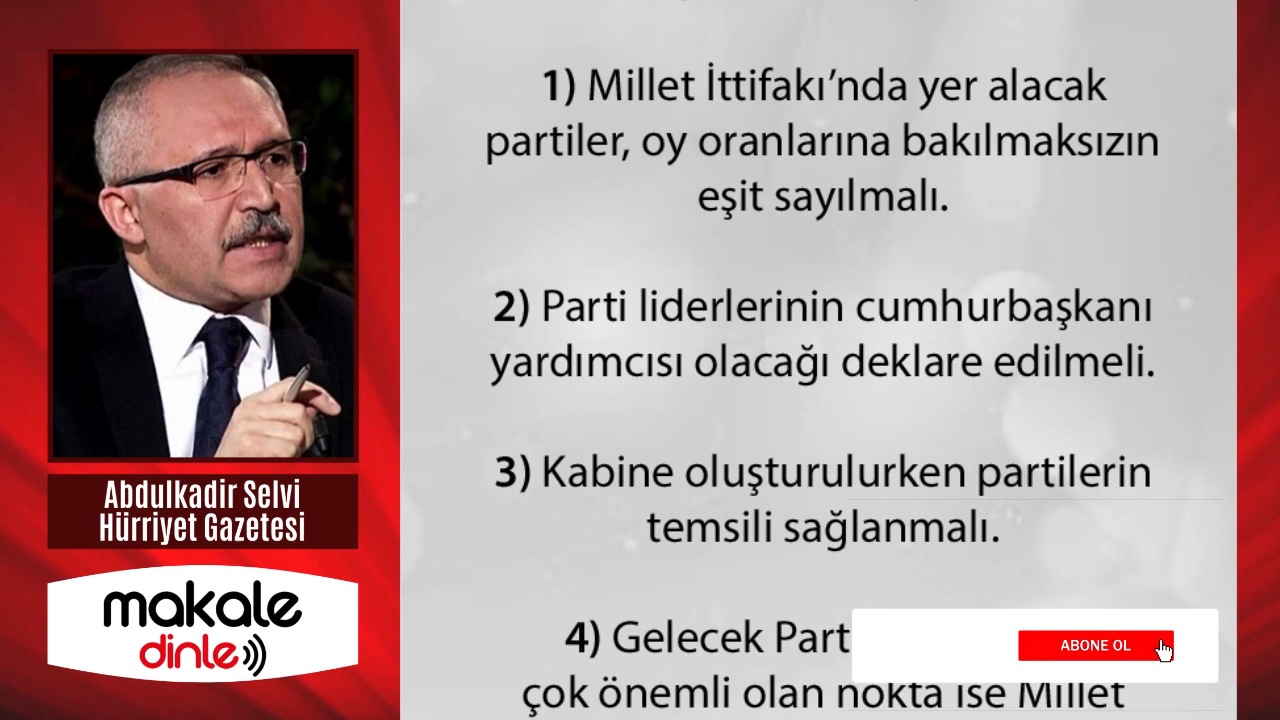 1) Millet İttifakı’nda yer alacak
partiler, oy oranlarına bakılmaksızın
eşit sayılmalı.
2) Parti liderlerinin cumhurbaşkanı
yardımcısı olacağı deklare edilmeli.
3) Kabine oluşturulurken partilerin
temsili sağlanmalı.
4) Gelecek Part
çok önemli olan nokta ise Millet
ABONE OL
Abdulkadir Selvi
Hürriyet Gazetesi
makale
dinle